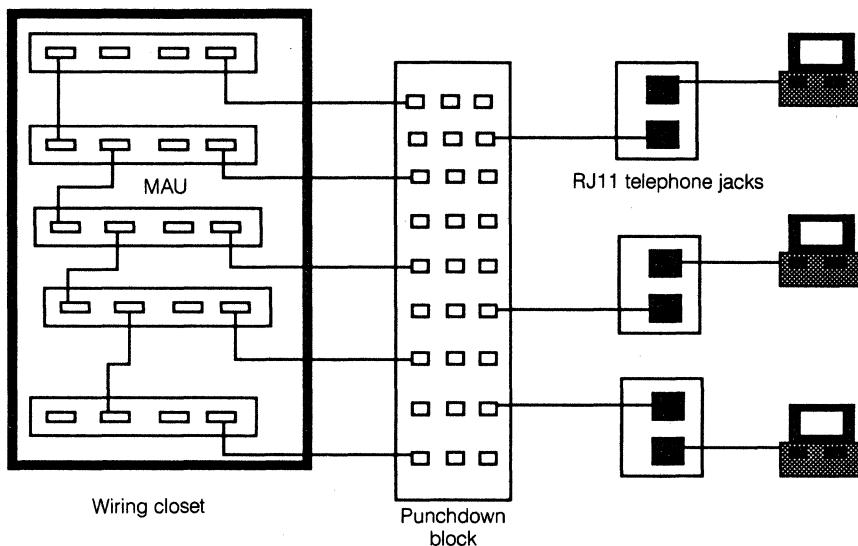 MAU
RJ11 telephone jacks
Wiring closet
Punchdown
block